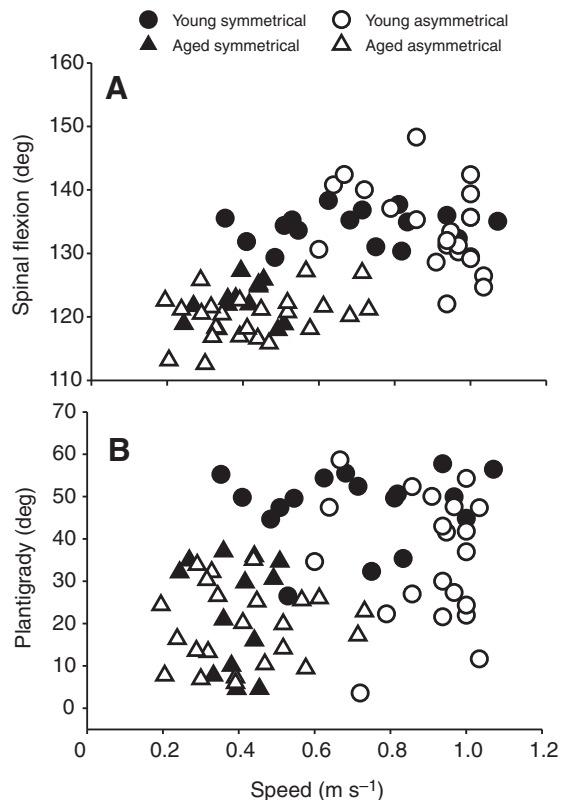 Young symmetrical Young asymmetrical
Aged symmetrical Aged asymmetrical
160
A
150
140
130
120
110
Spinal flexion (deg)
70
B
60
50
40
30
20
10
0
Plantigrady (deg)
0 0.2 0.4 0.6 0.8 1.0 1.2
Speed (m s–1)